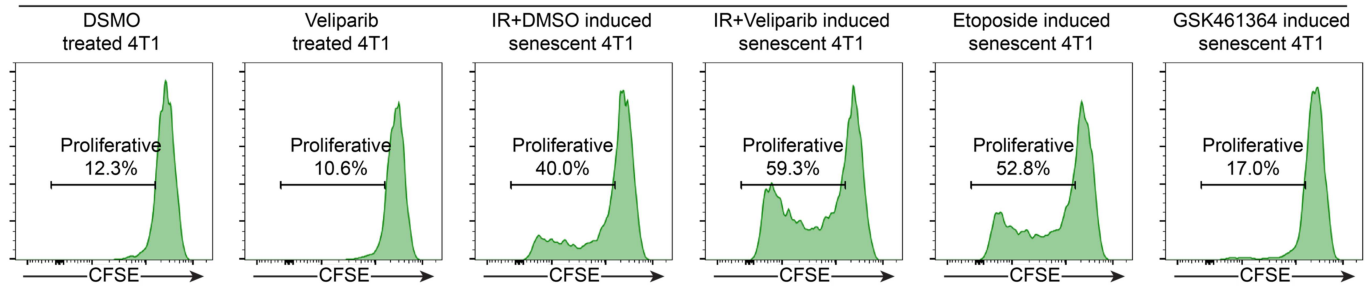 DSMO
treated 4T1
Veliparib
treated 4T1
IR+DMSO induced
senescent 4T1
IR+Veliparib induced
senescent 4T1
Etoposide induced
senescent 4T1
GSK461364 induced
senescent 4T1
Proliferative
12.3%
Proliferative
10.6%
Proliferative
40.0%
Proliferative
59.3%
Proliferative
52.8%
Proliferative
17.0%
CFSE
CFSE
CFSE
CFSE
CFSE
CFSE